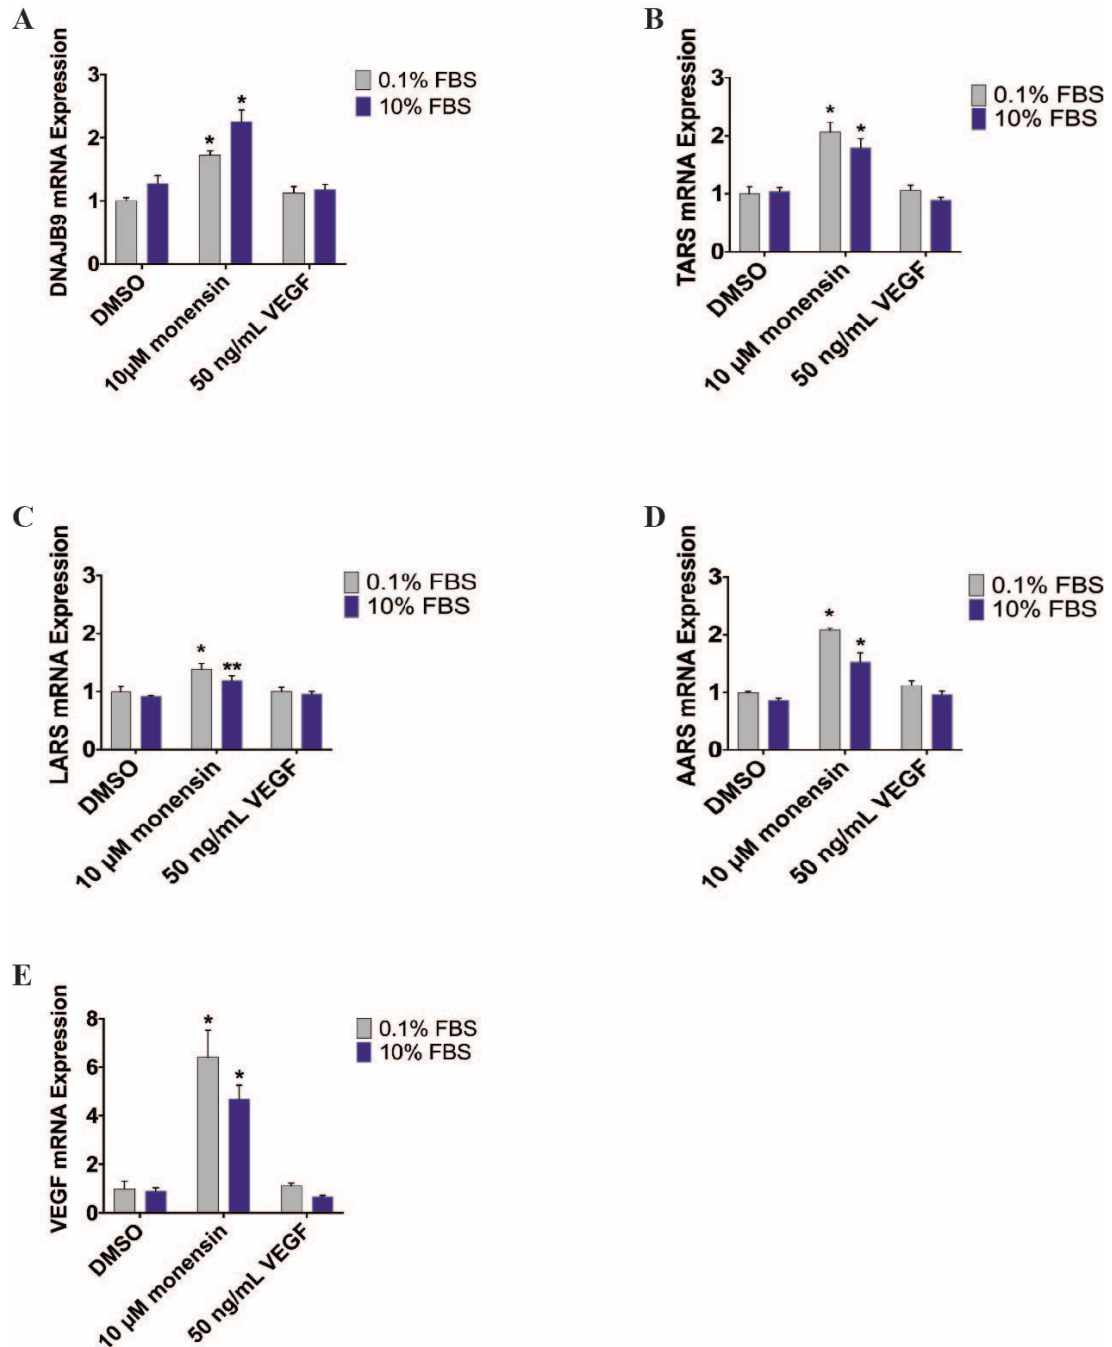 A
DNAJB9 mRNA Expression
3
2
1
0
*
*
0.1% FBS
10% FBS
DMSO
10µM monensin
50 ng/mL VEGF
B
TARS mRNA Expression
3
2
1
0
*
*
0.1% FBS
10% FBS
DMSO
10 µM monensin
50 ng/mL VEGF
C
LARS mRNA Expression
3
2
1
0
*
**
0.1% FBS
10% FBS
DMSO
10 µM monensin
50 ng/mL VEGF
D
AARS mRNA Expression
3
2
1
0
*
*
0.1% FBS
10% FBS
DMSO
10 µM monensin
50 ng/mL VEGF
E
VEGF mRNA Expression
8
6
4
2
0
*
*
0.1% FBS
10% FBS
DMSO
10 µM monensin
50 ng/mL VEGF